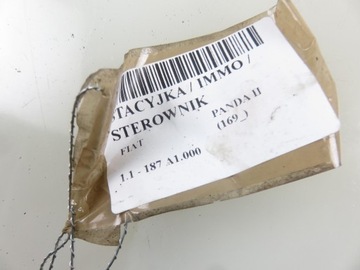 STACYJKA / IMMO /
STEROWNIK
FIAT PANDA II
(169_)
1.1 - 187 A1.000